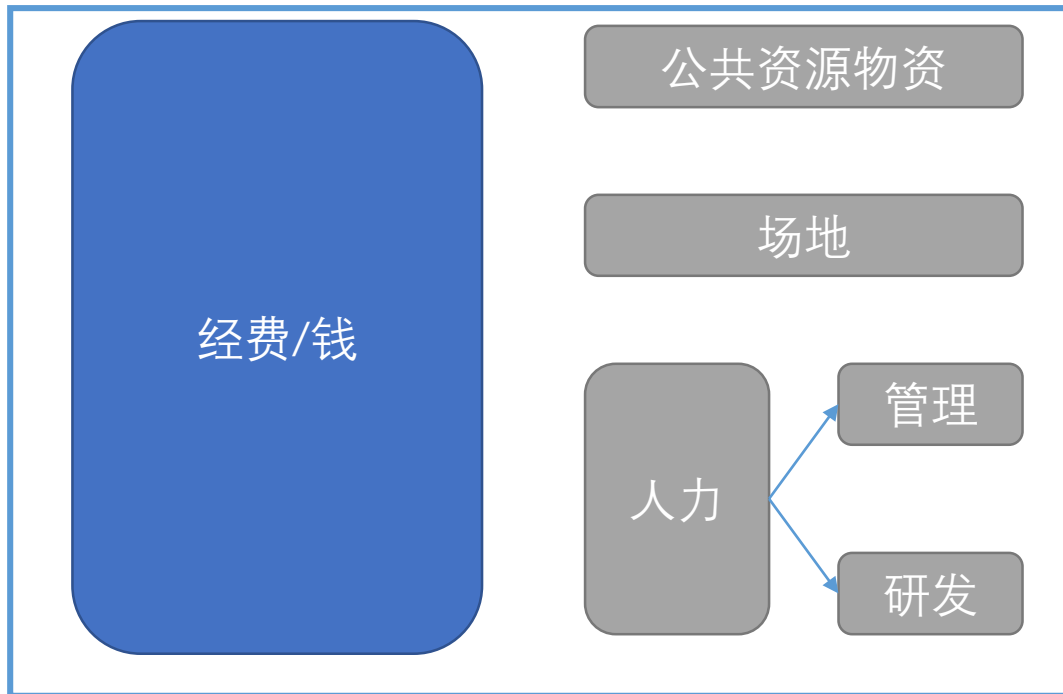 经费/钱
公共资源物资
场地
人力
管理
研发